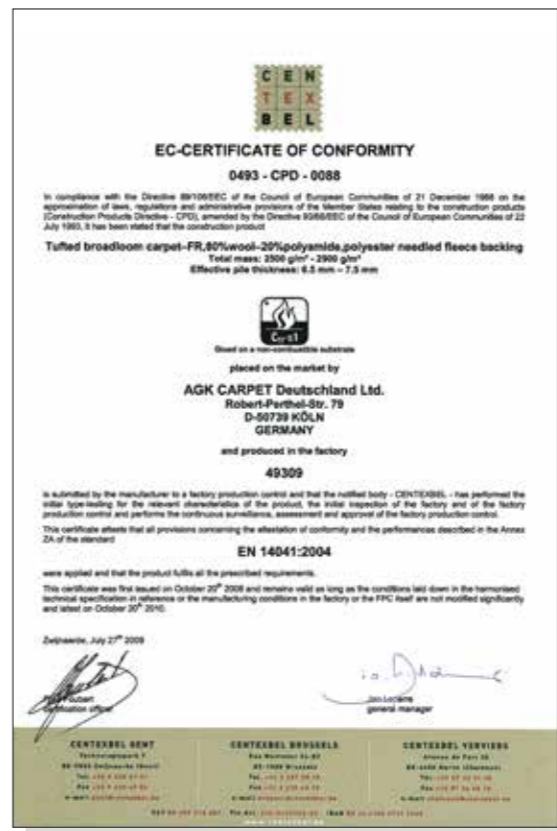 C E N
T E X
B E L
EC-CERTIFICATE OF CONFORMITY
0493 - CPD - 0088
In compliance with the Directive 89/106/EEC of the Council of European Communities of 21 December 1988 on the
approximation of laws, regulations and administrative provisions of the Member States relating to the construction products
(Construction Products Directive - CPD), amended by the Directive 93/68/EEC of the Council of European Communities of 22
July 1993, it has been stated that the construction product
Tufted broadloom carpet–FR,80%wool–20%polyamide,polyester needled fleece backing
Total mass: 2500 g/m² - 2900 g/m²
Effective pile thickness: 6.5 mm – 7.5 mm
Glued on a non-combustible substrate
placed on the market by
AGK CARPET Deutschland Ltd.
Robert-Perthel-Str. 79
D-50739 KÖLN
GERMANY
and produced in the factory
49309
is submitted by the manufacturer to a factory production control and that the notified body - CENTEXBEL - has performed the
initial type-testing for the relevant characteristics of the product, the initial inspection of the factory and of the factory
production control and performs the continuous surveillance, assessment and approval of the factory production control.
This certificate attests that all provisions concerning the attestation of conformity and the performances described in the Annex
ZA of the standard
EN 14041:2004
were applied and that the product fulfils all the prescribed requirements.
This certificate was first issued on October 20th 2008 and remains valid as long as the conditions laid down in the harmonised
technical specification in reference or the manufacturing conditions in the factory or the FPC itself are not modified significantly
and latest on October 20th 2010.
Zwijnaarde, July 27th 2009
certification officer
general manager
CENTEXBEL GENT
CENTEXBEL BRUSSELS
CENTEXBEL VERVIERS